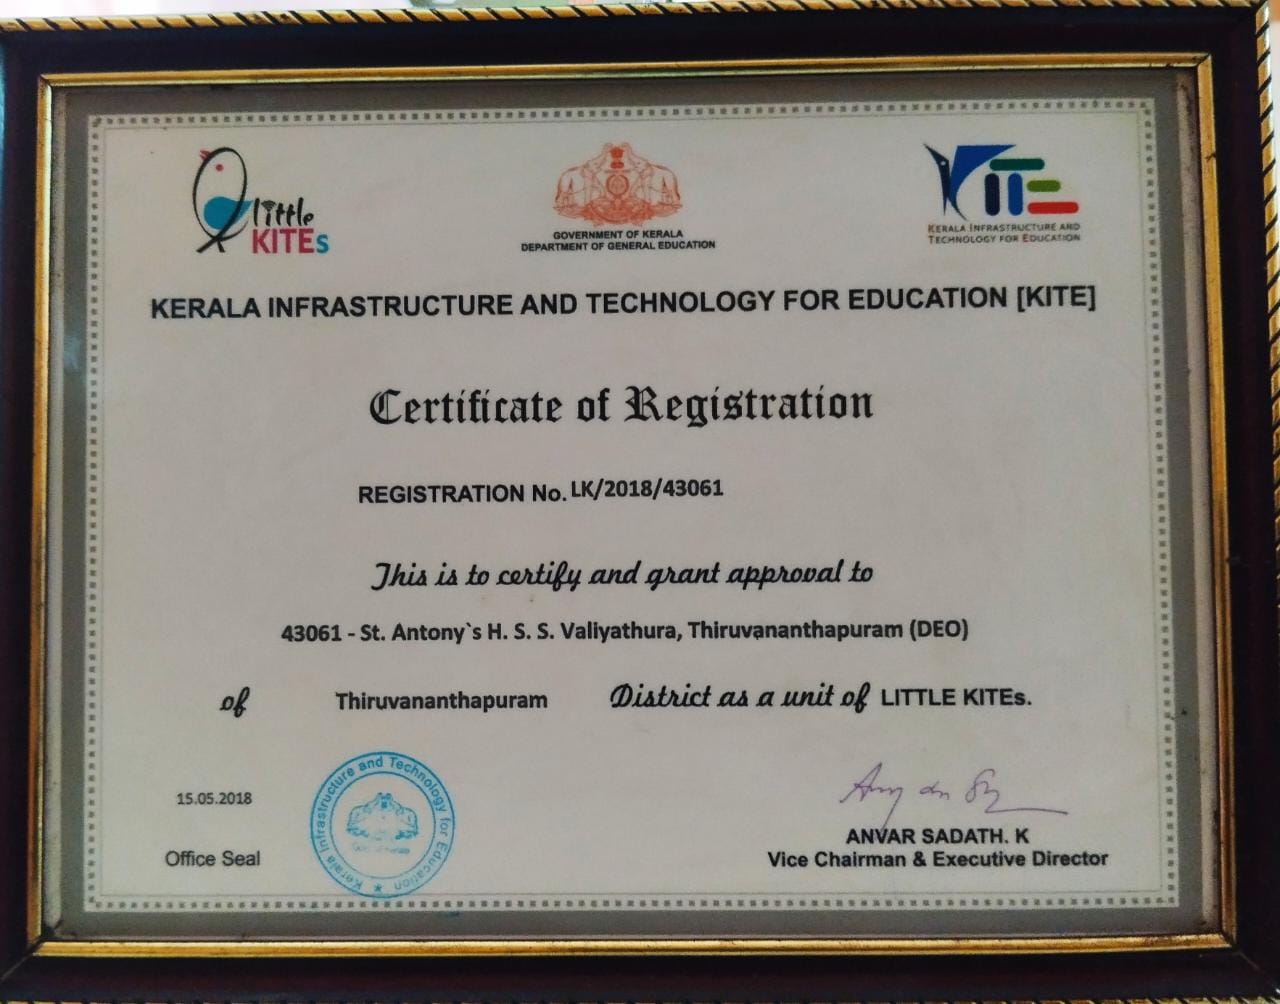 little
KITEs
GOVERNMENT OF KERALA
DEPARTMENT OF GENERAL EDUCATION
KITE
KERALA INFRASTRUCTURE AND
TECHNOLOGY FOR EDUCATION
KERALA INFRASTRUCTURE AND TECHNOLOGY FOR EDUCATION [KITE]
Certificate of Registration
REGISTRATION No. LK/2018/43061
This is to certify and grant approval to
43061 - St. Antony`s H. S. S. Valiyathura, Thiruvananthapuram (DEO)
of Thiruvananthapuram District as a unit of LITTLE KITEs.
15.05.2018
Office Seal
Kerala Infrastructure and Technology for Education
ANVAR SADATH. K
Vice Chairman & Executive Director